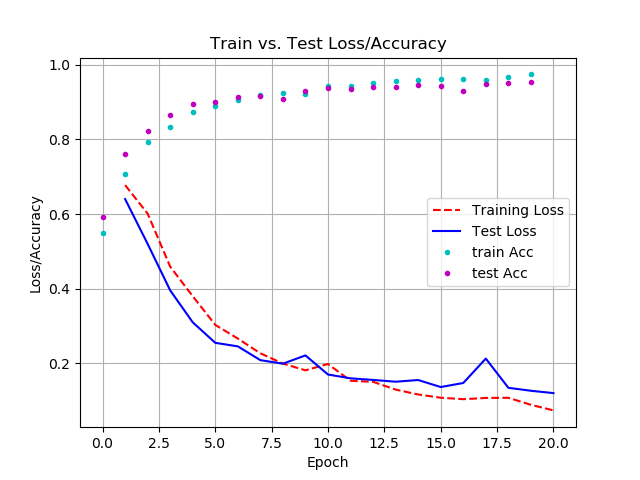 Train vs. Test Loss/Accuracy
1.0
0.8
0.6
0.4
0.2
Loss/Accuracy
Training Loss
Test Loss
train Acc
test Acc
0.0 2.5 5.0 7.5 10.0 12.5 15.0 17.5 20.0
Epoch